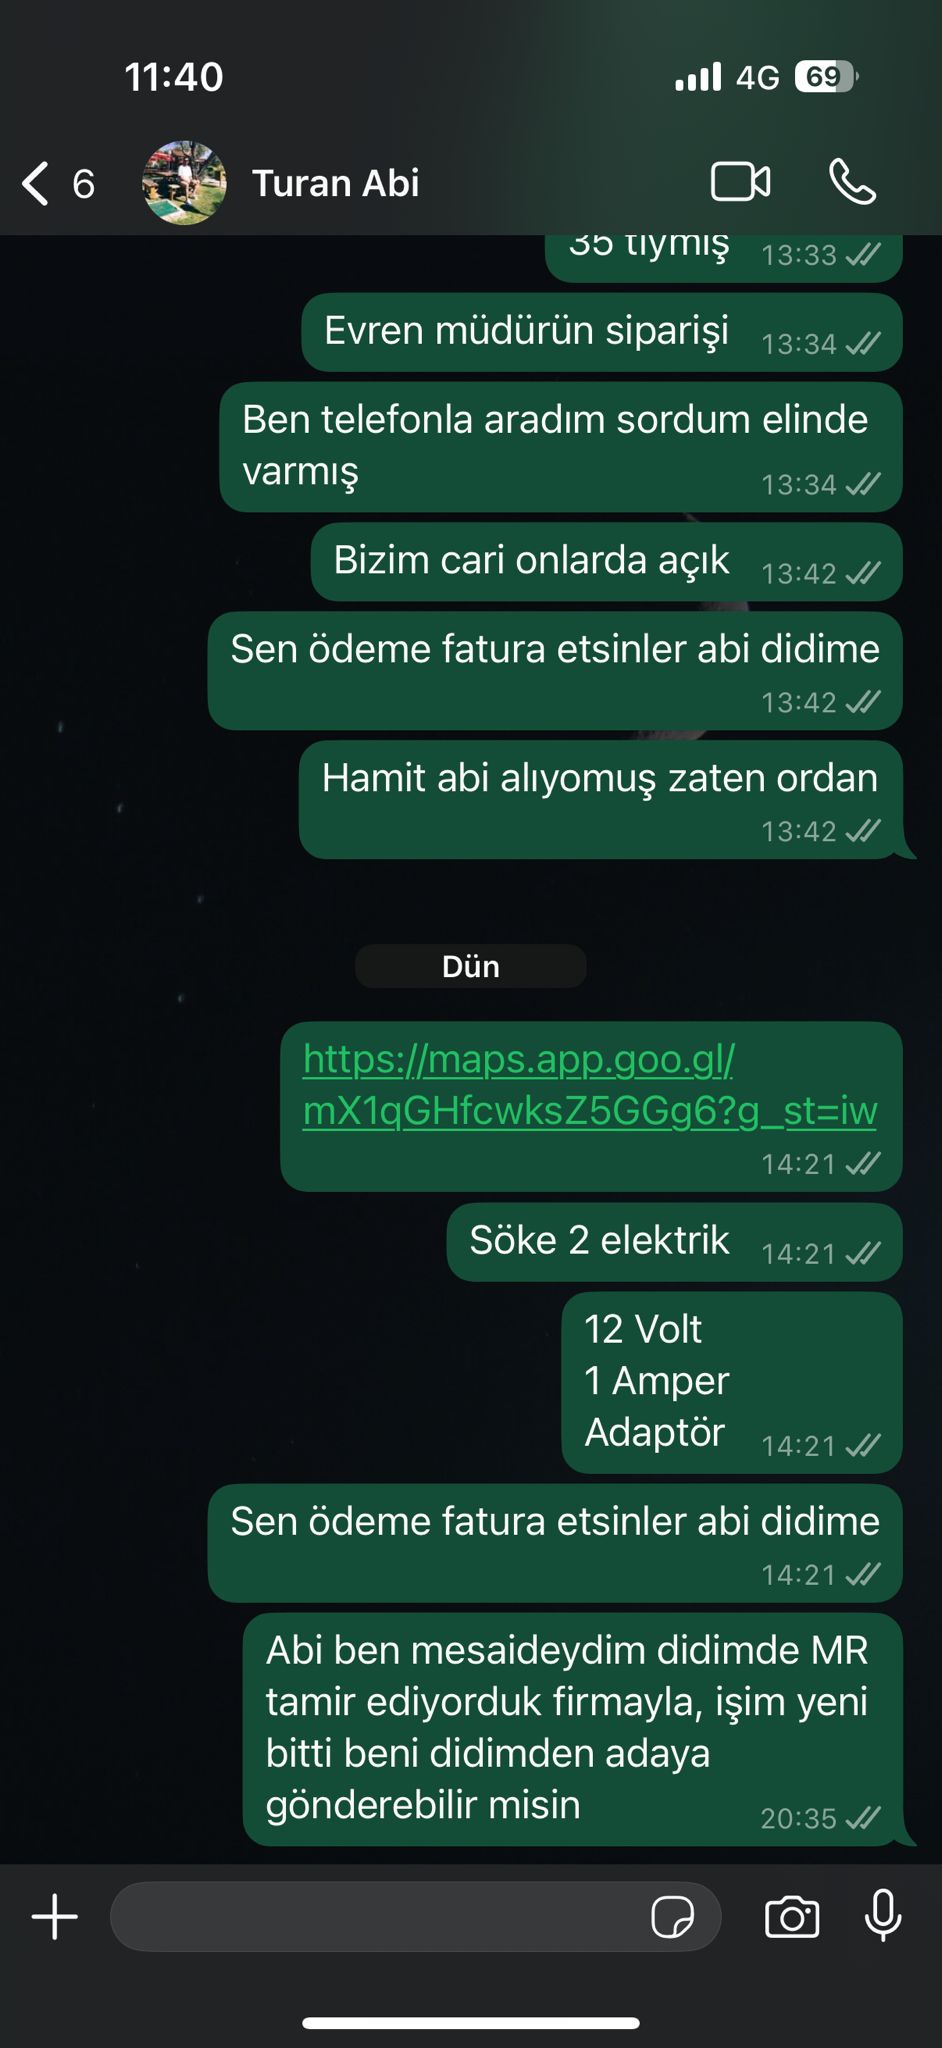 11:40
4G 69
6 Turan Abi
35 tlymiş 13:33
Evren müdürün siparişi 13:34
Ben telefonla aradım sordum elinde
varmış 13:34
Bizim cari onlarda açık 13:42
Sen ödeme fatura etsinler abi didime
13:42
Hamit abi alıyomuş zaten ordan
13:42
Dün
https://maps.app.goo.gl/
mX1qGHfcwksZ5GGg6?g_st=iw
14:21
Söke 2 elektrik 14:21
12 Volt
1 Amper
Adaptör 14:21
Sen ödeme fatura etsinler abi didime
14:21
Abi ben mesaideydim didimde MR
tamir ediyorduk firmayla, işim yeni
bitti beni didimden adaya
gönderebilir misin 20:35